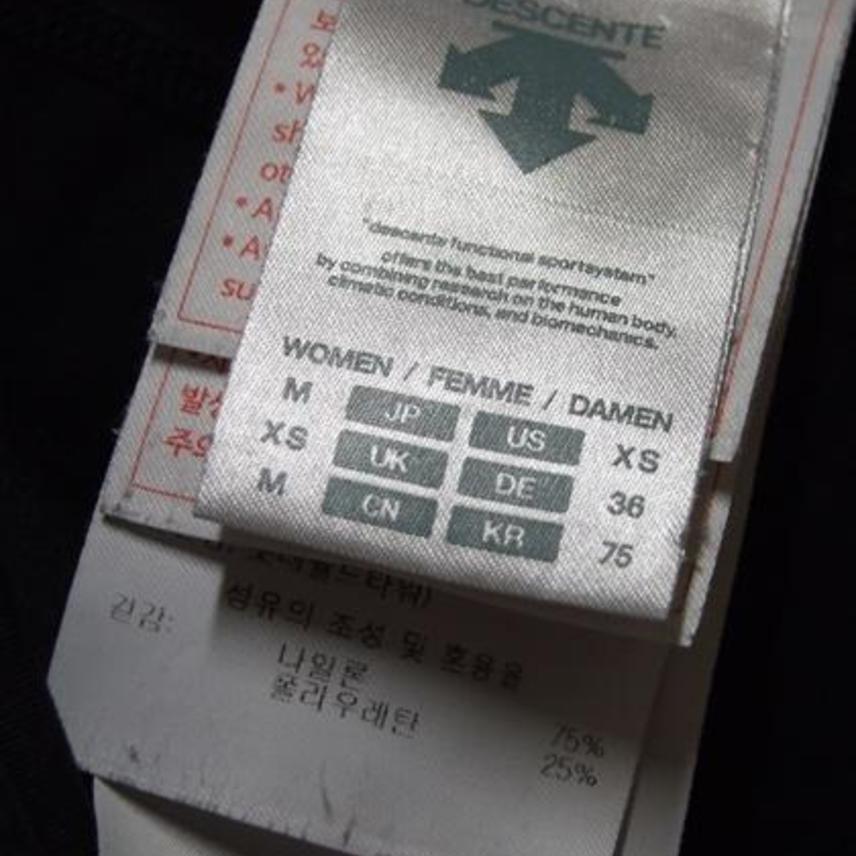 DESCENTE
"descente functional sportsystem"
offers the best performance
by combining research on the human body,
climatic conditions, and biomechanics.
WOMEN / FEMME / DAMEN
M JP US XS
XS UK DE 36
M CN KR 75
섬유의 조성 및 혼용율
겉감:
나일론
폴리우레탄
75%
25%